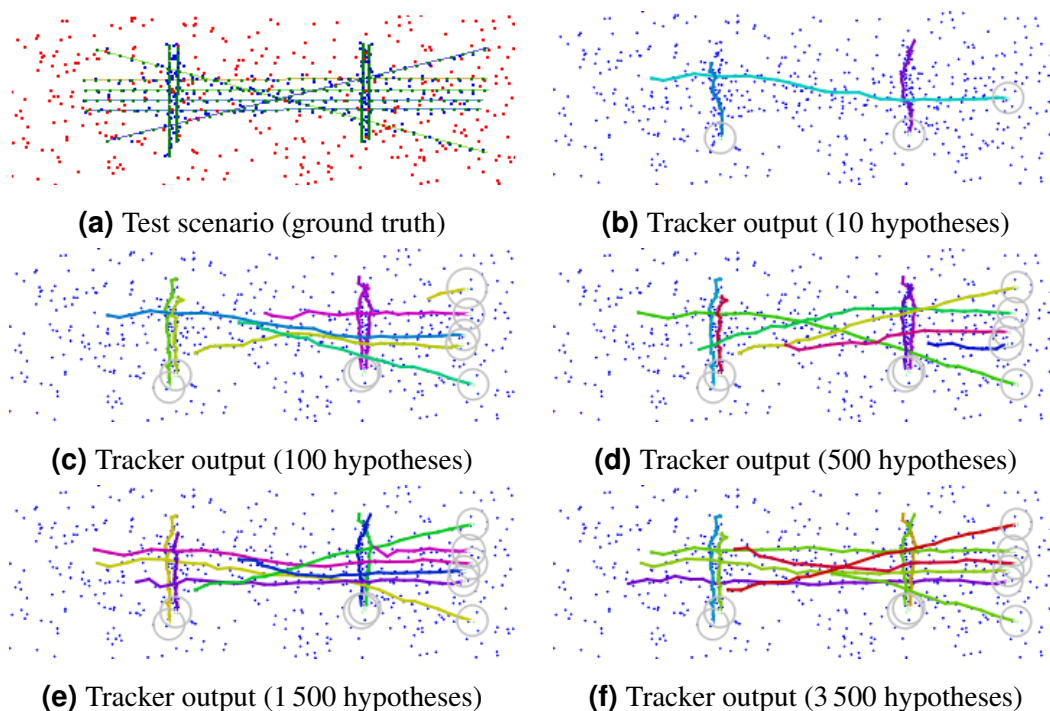 (a) Test scenario (ground truth)
(b) Tracker output (10 hypotheses)
(c) Tracker output (100 hypotheses)
(d) Tracker output (500 hypotheses)
(e) Tracker output (1 500 hypotheses)
(f) Tracker output (3 500 hypotheses)